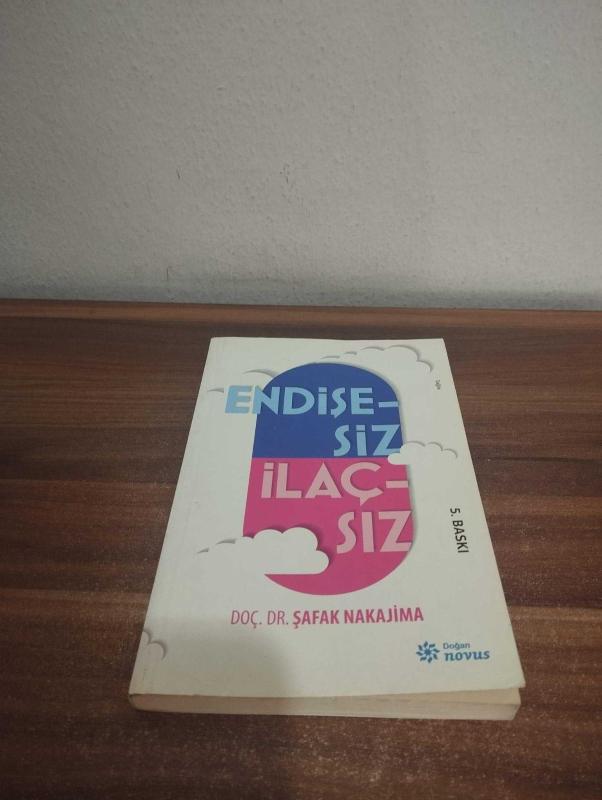 ENDİŞE-
SİZ
İLAÇ-
SIZ
5. BASKI
DOÇ. DR. ŞAFAK NAKAJİMA
Doğan
novus